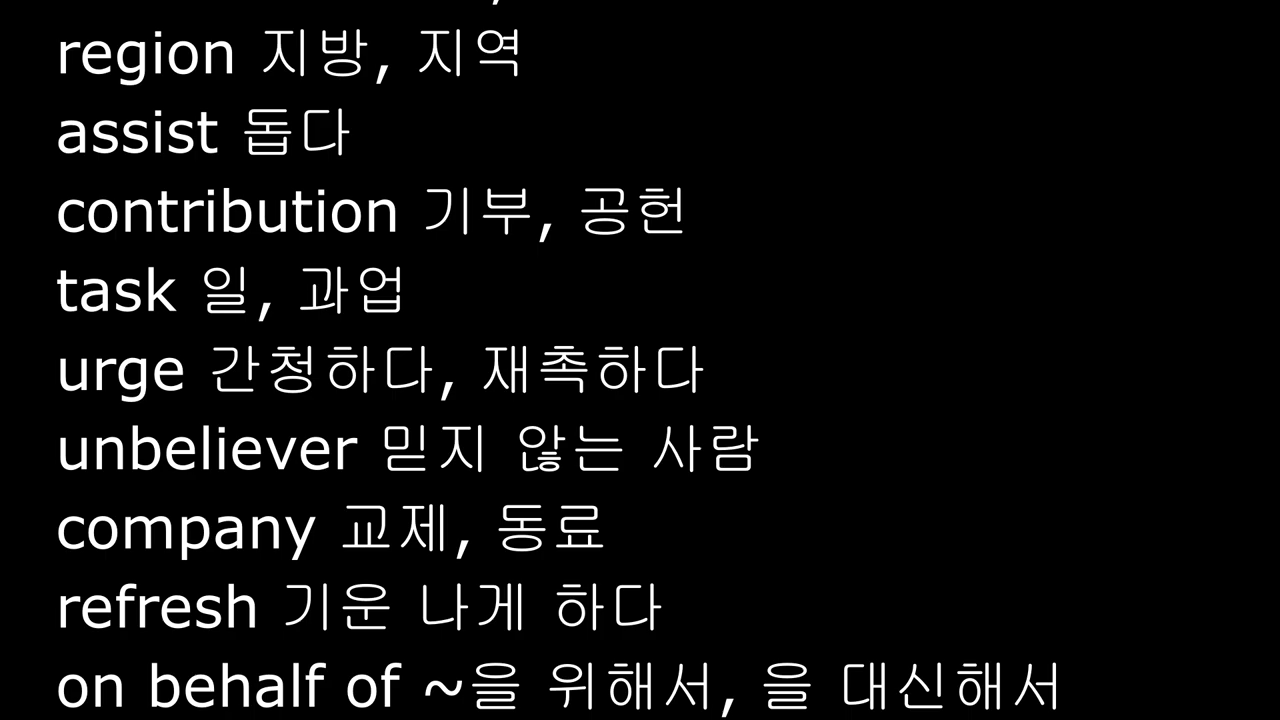 region 지방, 지역
assist 돕다
contribution 기부, 공헌
task 일, 과업
urge 간청하다, 재촉하다
unbeliever 믿지 않는 사람
company 교제, 동료
refresh 기운 나게 하다
on behalf of ~을 위해서, 을 대신해서